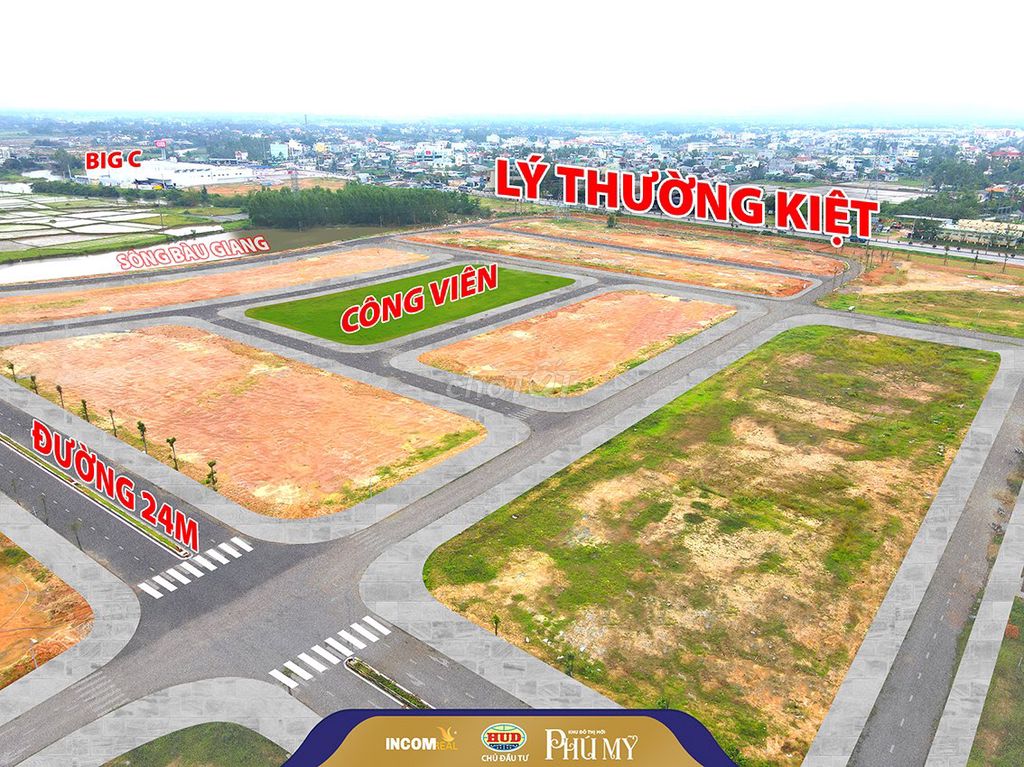 BIG C
LÝ THƯỜNG KIỆT
SÔNG BÀU GIANG
CÔNG VIÊN
chợTỐT
ĐƯỜNG 24M
INCOMREAL
HUD
CHỦ ĐẦU TƯ
KHU ĐÔ THỊ MỚI
PHÚ MỸ